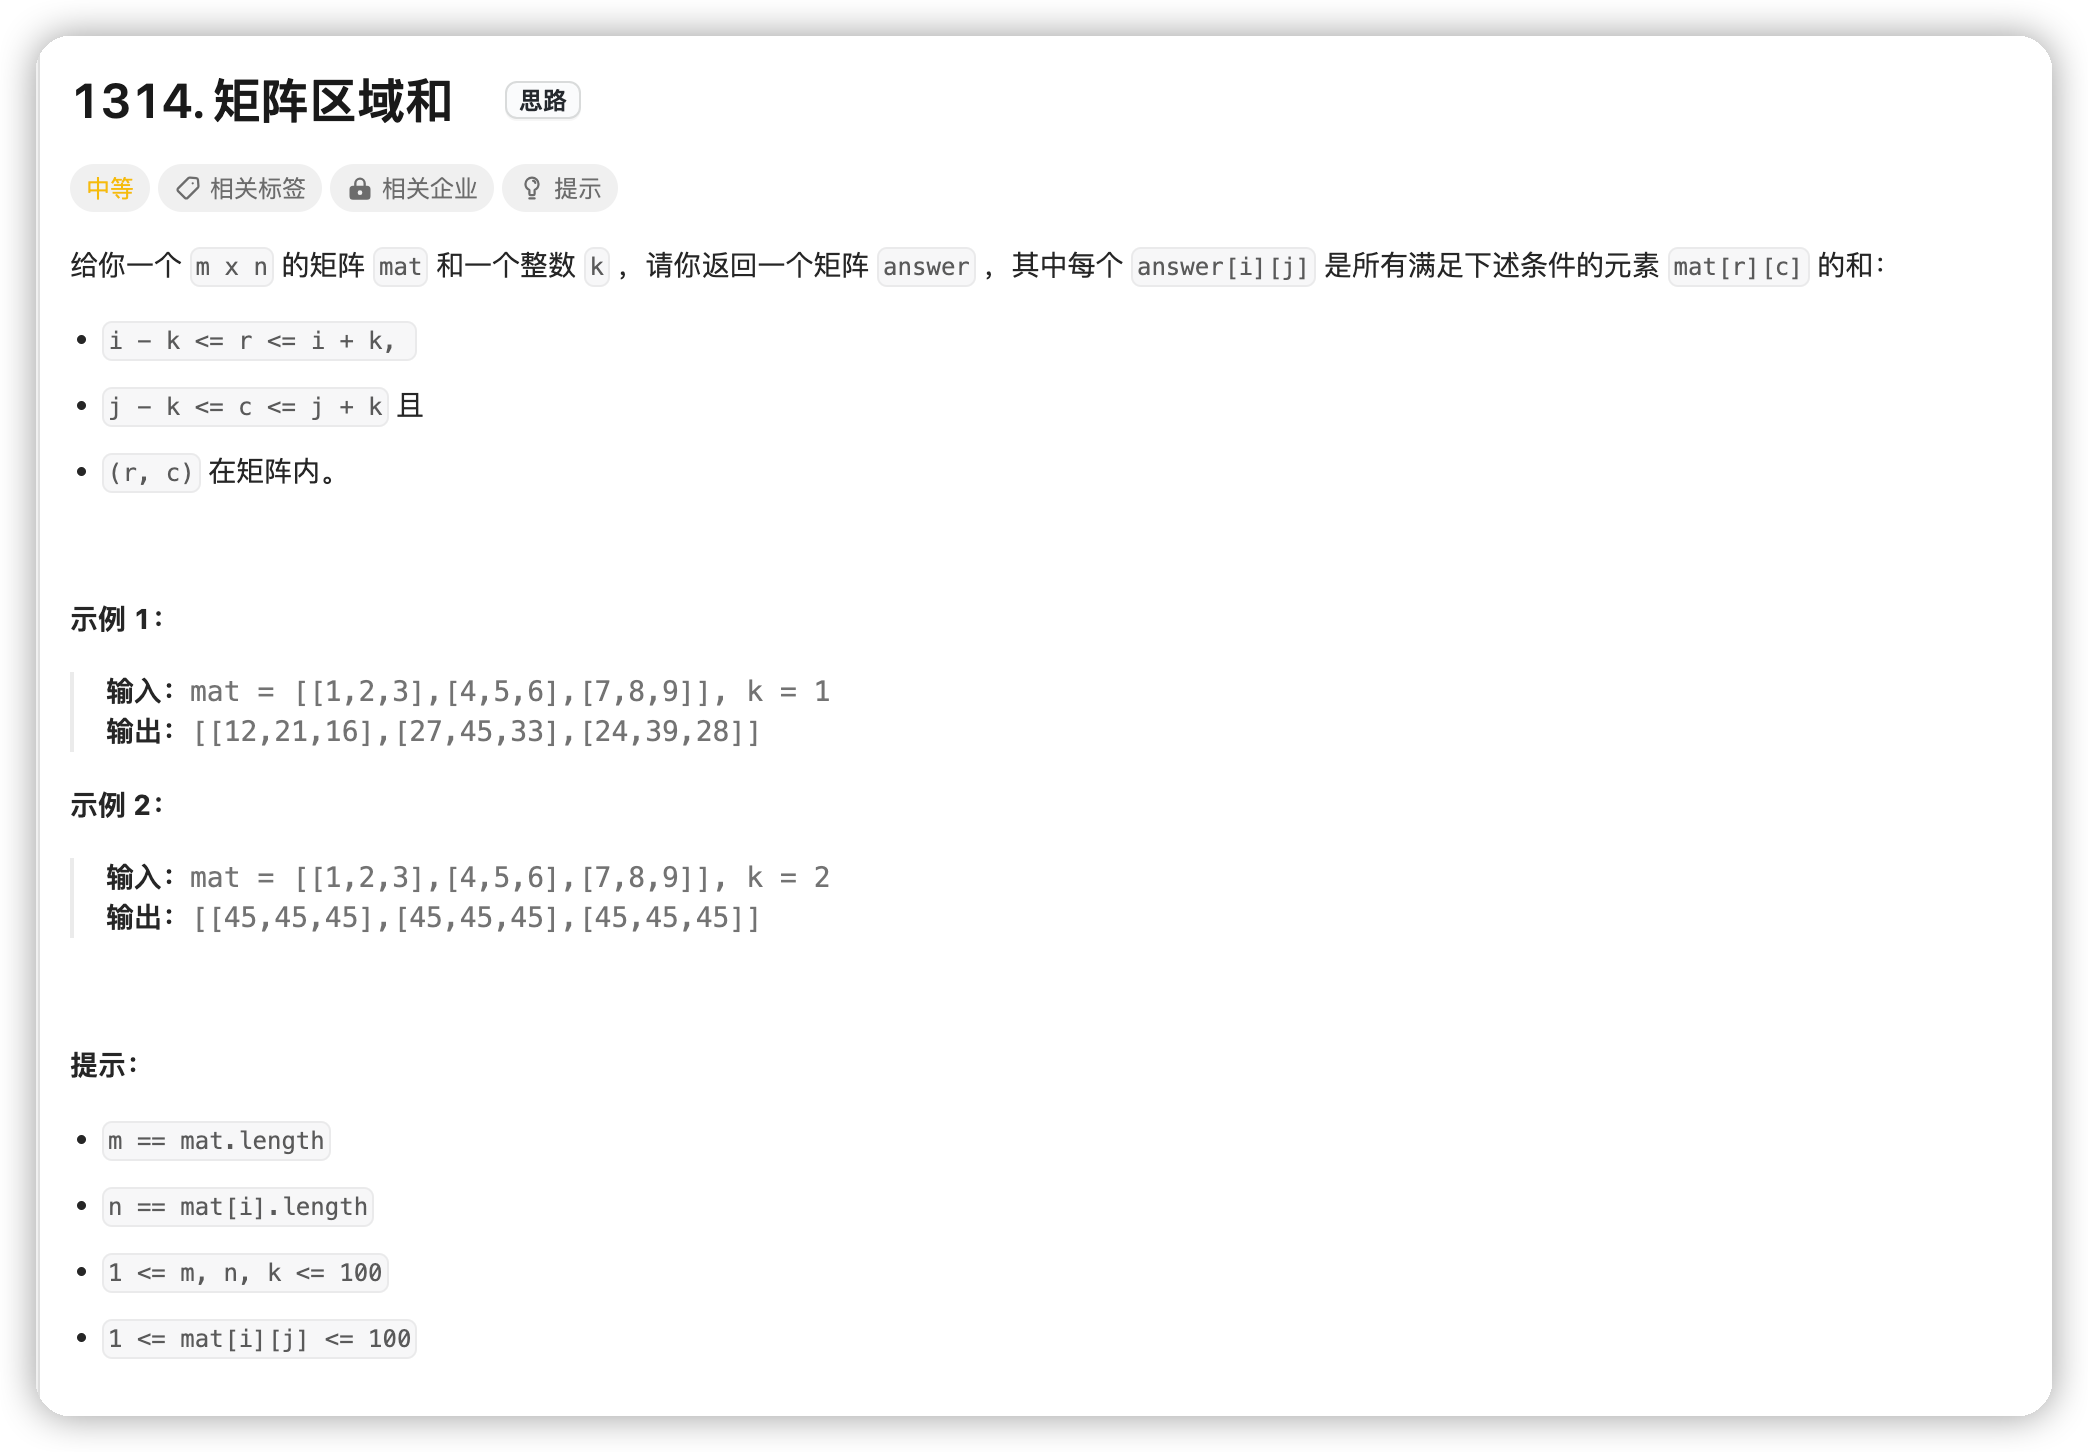 1314. 矩阵区域和 思路
中等 相关标签 相关企业 提示
给你一个 m x n 的矩阵 mat 和一个整数 k ，请你返回一个矩阵 answer ，其中每个 answer[i][j] 是所有满足下述条件的元素 mat[r][c] 的和：
• i - k <= r <= i + k,
• j - k <= c <= j + k 且
• (r, c) 在矩阵内。
示例 1：
输入：mat = [[1,2,3],[4,5,6],[7,8,9]], k = 1
输出：[[12,21,16],[27,45,33],[24,39,28]]
示例 2：
输入：mat = [[1,2,3],[4,5,6],[7,8,9]], k = 2
输出：[[45,45,45],[45,45,45],[45,45,45]]
提示：
• m == mat.length
• n == mat[i].length
• 1 <= m, n, k <= 100
• 1 <= mat[i][j] <= 100